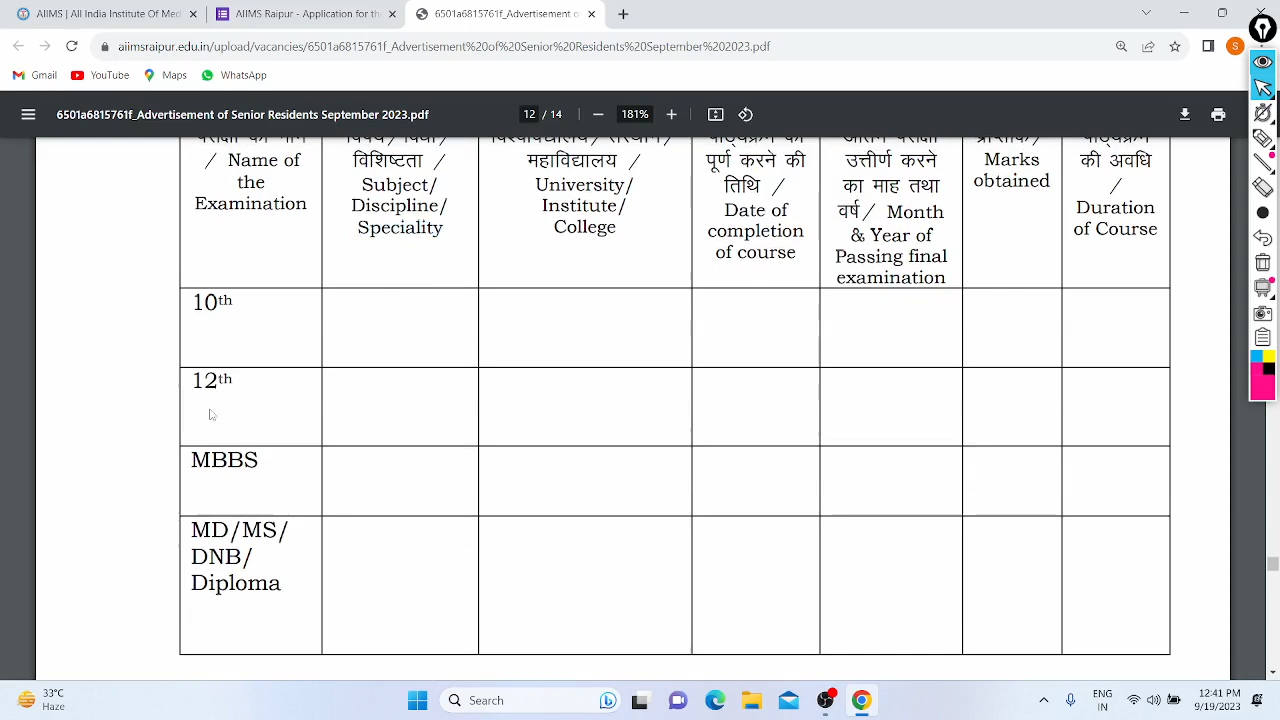 AIIMS | All India Institute Of Med
AIIMS Raipur - Application for th
6501a6815761f_Advertisement o
aiimsraipur.edu.in/upload/vacancies/6501a6815761f_Advertisement%20of%20Senior%20Residents%20September%202023.pdf
Gmail
YouTube
Maps
WhatsApp
6501a6815761f_Advertisement of Senior Residents September 2023.pdf
12 / 14
181%
/ Name of
the
Examination
विशिष्टता /
Subject/
Discipline/
Speciality
महाविद्यालय /
University/
Institute/
College
पूर्ण करने की
तिथि /
Date of
completion
of course
उत्तीर्ण करने
का माह तथा
वर्ष/ Month
& Year of
Passing final
examination
Marks
obtained
की अवधि
/
Duration
of Course
10th
12th
MBBS
MD/MS/
DNB/
Diploma
33°C
Haze
Search
ENG
IN
12:41 PM
9/19/2023
S